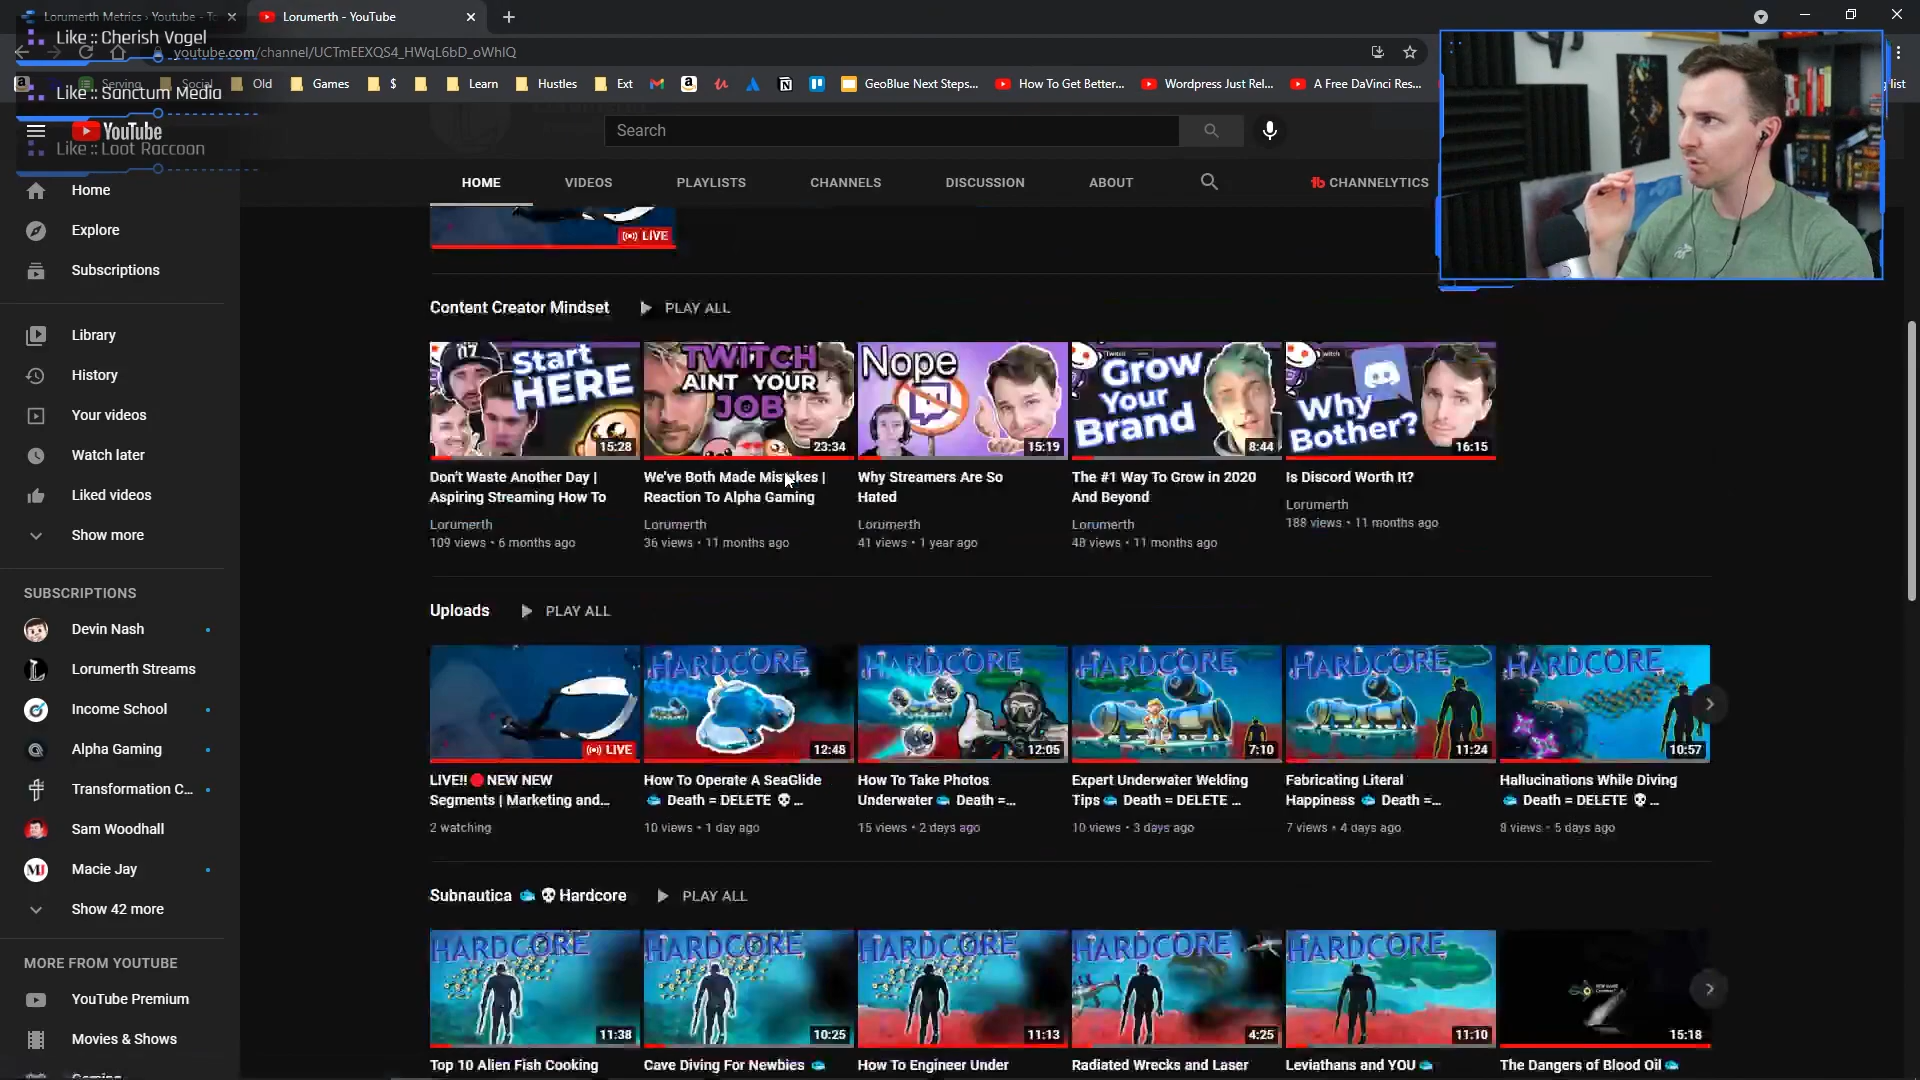 Lorumerth Metrics › Youtube - To
Lorumerth - YouTube
Like :: Cherish Vogel
youtube.com/channel/UCTmEEXQS4_HWqL6bD_oWhlQ
Serving
Social
Old
Games
$
Learn
Hustles
Ext
GeoBlue Next Steps...
How To Get Better...
Wordpress Just Rel...
A Free DaVinci Res...
list
Like :: Sanctum Media
YouTube
Search
Like :: Loot Raccoon
HOME
VIDEOS
PLAYLISTS
CHANNELS
DISCUSSION
ABOUT
CHANNELYTICS
Home
Explore
Subscriptions
Library
History
Your videos
Watch later
Liked videos
Show more
SUBSCRIPTIONS
Devin Nash
Lorumerth Streams
Income School
Alpha Gaming
Transformation C...
Sam Woodhall
Macie Jay
Show 42 more
MORE FROM YOUTUBE
YouTube Premium
Movies & Shows
Gaming
LIVE
Content Creator Mindset
PLAY ALL
07
Start
HERE
15:28
Don't Waste Another Day |
Aspiring Streaming How To
Lorumerth
109 views • 6 months ago
TWITCH
AINT YOUR
JOB
23:34
We've Both Made Mistakes |
Reaction To Alpha Gaming
Lorumerth
36 views • 11 months ago
Nope
15:19
Why Streamers Are So
Hated
Lorumerth
41 views • 1 year ago
Grow
Your
Brand
8:44
The #1 Way To Grow in 2020
And Beyond
Lorumerth
48 views • 11 months ago
Why
Bother?
16:15
Is Discord Worth It?
Lorumerth
188 views • 11 months ago
Uploads
PLAY ALL
LIVE
LIVE!!🔴NEW NEW
Segments | Marketing and...
2 watching
HARDCORE
12:48
How To Operate A SeaGlide
🐟 Death = DELETE 💀...
10 views • 1 day ago
HARDCORE
12:05
How To Take Photos
Underwater🐟 Death =...
15 views • 2 days ago
HARDCORE
7:10
Expert Underwater Welding
Tips🐟 Death = DELETE ...
10 views • 3 days ago
HARDCORE
11:24
Fabricating Literal
Happiness 🐟 Death =...
7 views • 4 days ago
HARDCORE
10:57
Hallucinations While Diving
🐟 Death = DELETE 💀...
8 views • 5 days ago
Subnautica 🐟 💀Hardcore
PLAY ALL
HARDCORE
11:38
Top 10 Alien Fish Cooking
HARDCORE
10:25
Cave Diving For Newbies 🐟
HARDCORE
11:13
How To Engineer Under
HARDCORE
4:25
Radiated Wrecks and Laser
HARDCORE
11:10
Leviathans and YOU🐟
15:18
The Dangers of Blood Oil🐟